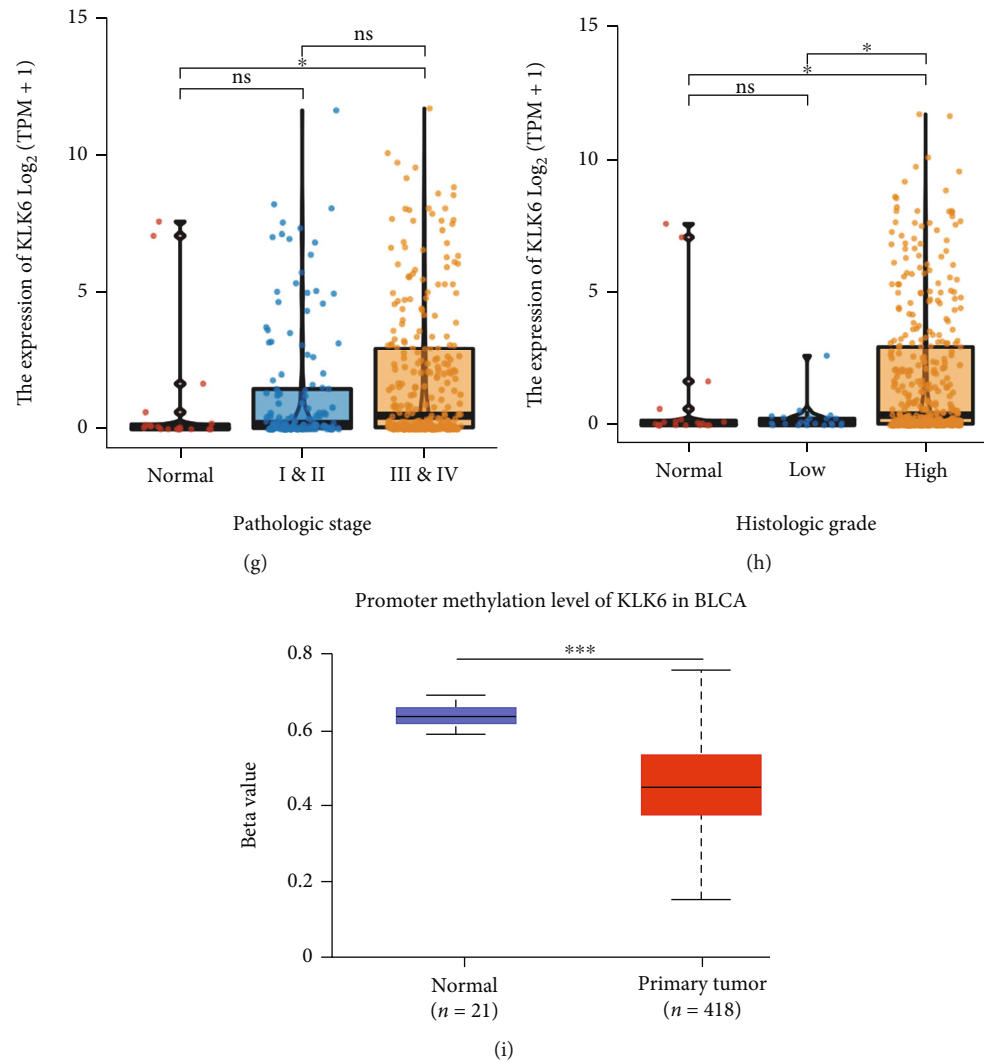 The expression of KLK6 Log₂ (TPM + 1)
15
10
5
0
ns
*
ns
Normal
I & II
III & IV
Pathologic stage
(g)
The expression of KLK6 Log₂ (TPM + 1)
15
10
5
0
*
*
ns
Normal
Low
High
Histologic grade
(h)
Promoter methylation level of KLK6 in BLCA
Beta value
0.8
0.6
0.4
0.2
0
***
Normal
(n = 21)
Primary tumor
(n = 418)
(i)